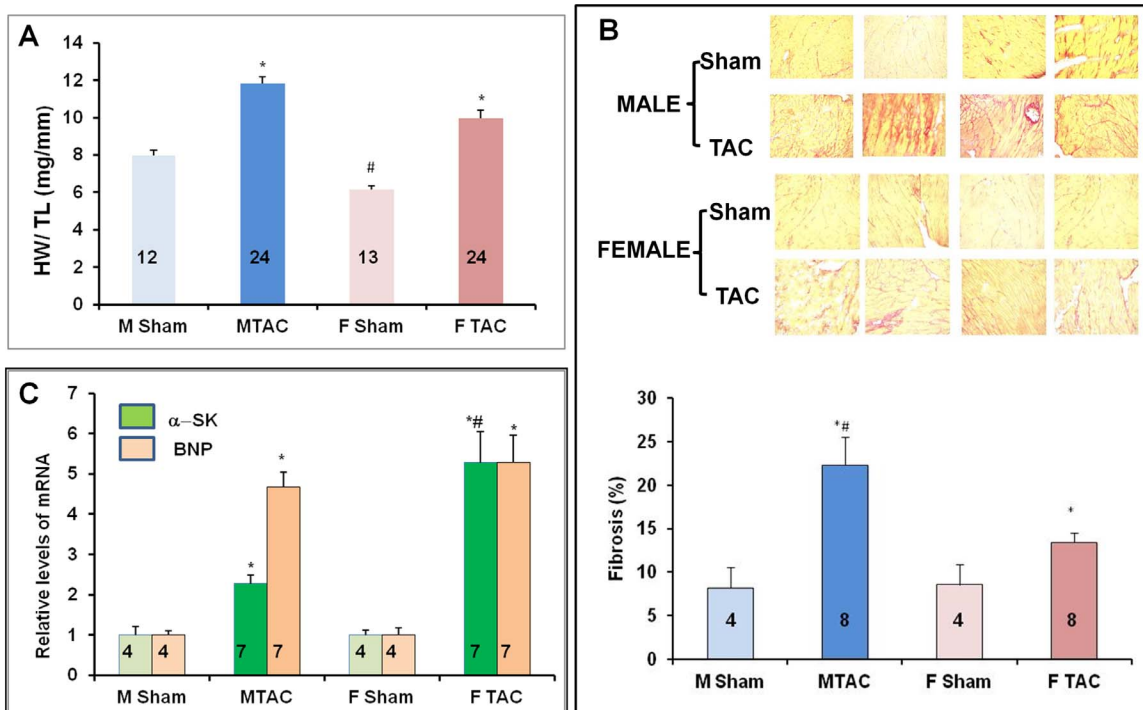 A
HW/ TL (mg/mm)
14
12
10
8
6
4
2
0
*
#
*
12
24
13
24
M Sham
MTAC
F Sham
F TAC
B
MALE
Sham
TAC
FEMALE
Sham
TAC
Fibrosis (%)
30
25
20
15
10
5
0
*#
*
4
8
4
8
M Sham
MTAC
F Sham
F TAC
C
Relative levels of mRNA
7
6
5
4
3
2
1
0
α–SK
BNP
*
*
*#
*
4
4
7
7
4
4
7
7
M Sham
MTAC
F Sham
F TAC